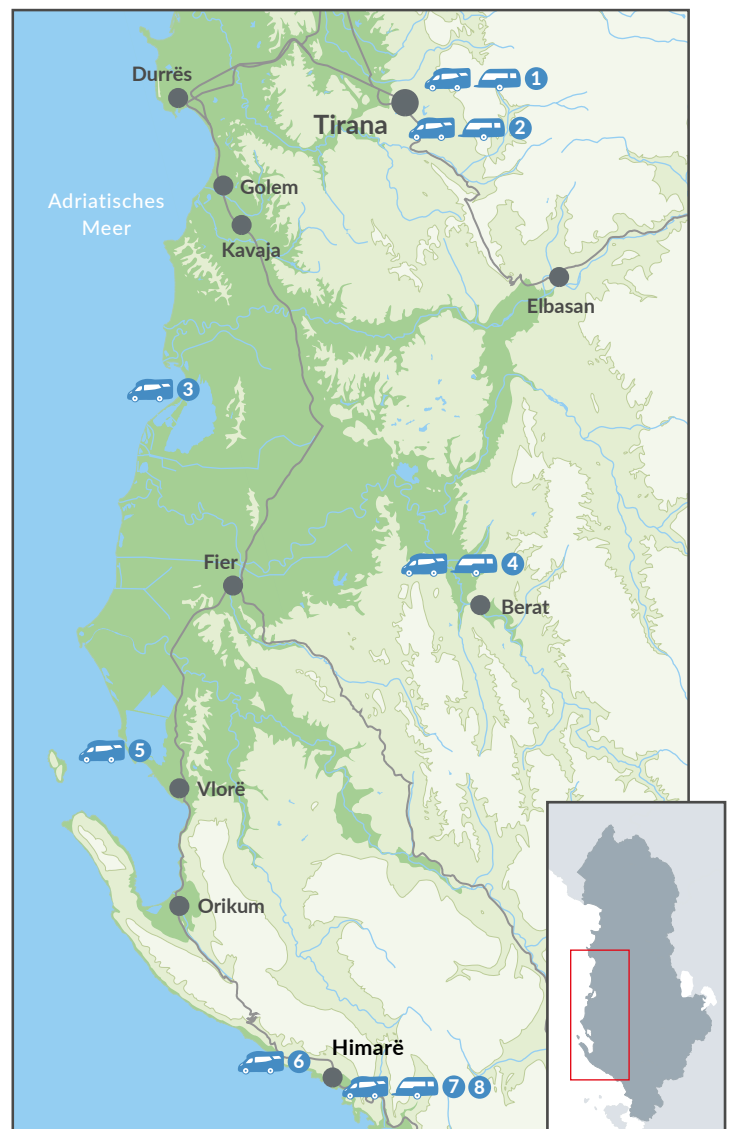 Durrës
1
Tirana
2
Golem
Adriatisches
Meer
Kavaja
Elbasan
3
Fier
4
Berat
5
Vlorë
Orikum
Himarë
6
7 8